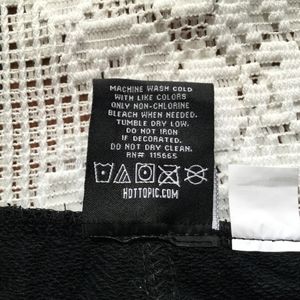 MACHINE WASH COLD
WITH LIKE COLORS
ONLY NON-CHLORINE
BLEACH WHEN NEEDED.
TUMBLE DRY LOW.
DO NOT IRON
IF DECORATED.
DO NOT DRY CLEAN.
RN# 115665
HOTTOPIC.COM